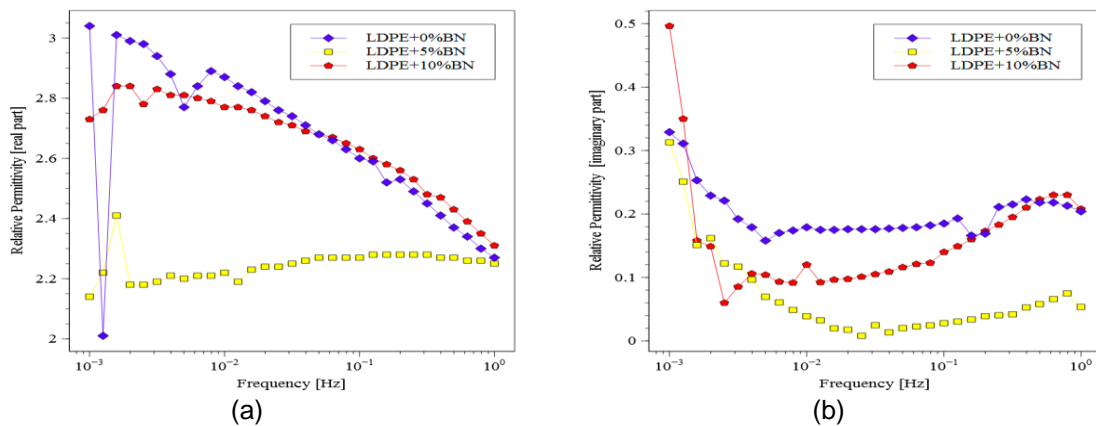 LDPE+0%BN
LDPE+5%BN
LDPE+10%BN
Relative Permittivity [real part]
3
2.8
2.6
2.4
2.2
2
10⁻³
10⁻²
10⁻¹
10⁰
Frequency [Hz]
(a)
LDPE+0%BN
LDPE+5%BN
LDPE+10%BN
Relative Permittivity [imaginary part]
0.5
0.4
0.3
0.2
0.1
0
10⁻³
10⁻²
10⁻¹
10⁰
Frequency [Hz]
(b)